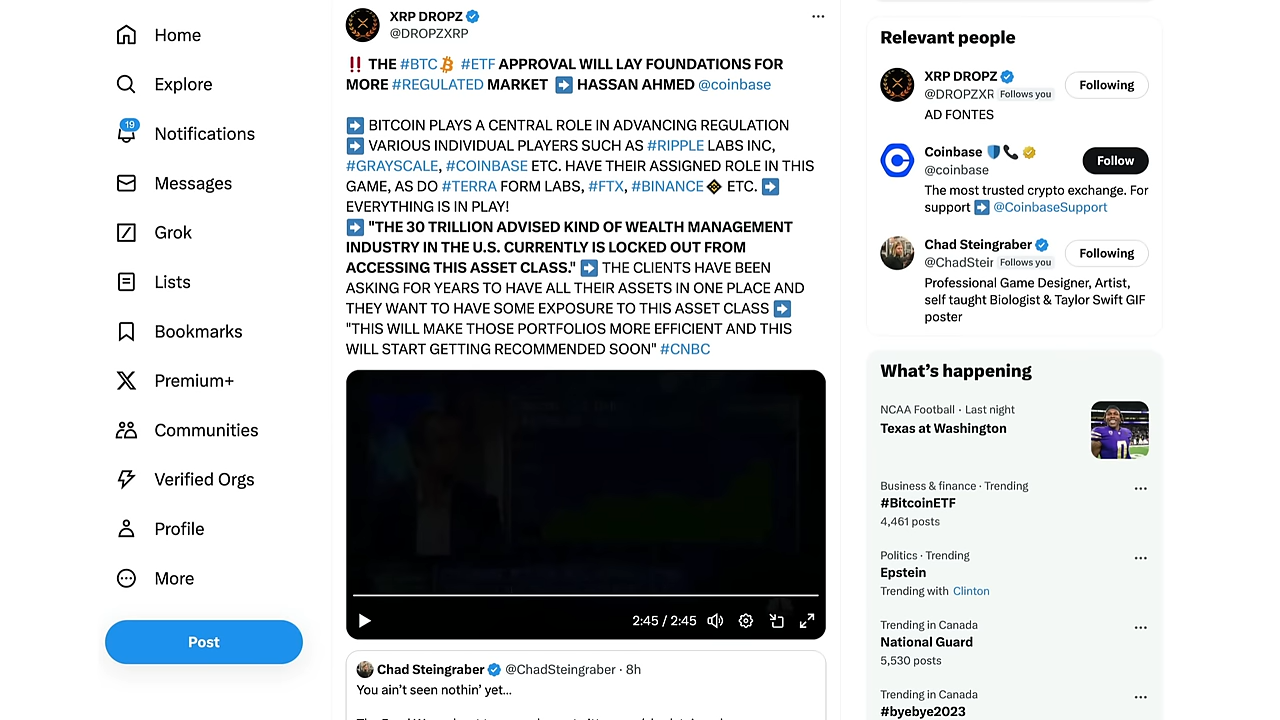 Home
Explore
19
Notifications
Messages
Grok
Lists
Bookmarks
Premium+
Communities
Verified Orgs
Profile
More
Post
XRP DROPZ
@DROPZXRP
‼️ THE #BTC #ETF APPROVAL WILL LAY FOUNDATIONS FOR
MORE #REGULATED MARKET ➡️ HASSAN AHMED @coinbase
➡️ BITCOIN PLAYS A CENTRAL ROLE IN ADVANCING REGULATION
➡️ VARIOUS INDIVIDUAL PLAYERS SUCH AS #RIPPLE LABS INC,
#GRAYSCALE, #COINBASE ETC. HAVE THEIR ASSIGNED ROLE IN THIS
GAME, AS DO #TERRA FORM LABS, #FTX, #BINANCE ETC. ➡️
EVERYTHING IS IN PLAY!
➡️ "THE 30 TRILLION ADVISED KIND OF WEALTH MANAGEMENT
INDUSTRY IN THE U.S. CURRENTLY IS LOCKED OUT FROM
ACCESSING THIS ASSET CLASS." ➡️ THE CLIENTS HAVE BEEN
ASKING FOR YEARS TO HAVE ALL THEIR ASSETS IN ONE PLACE AND
THEY WANT TO HAVE SOME EXPOSURE TO THIS ASSET CLASS ➡️
"THIS WILL MAKE THOSE PORTFOLIOS MORE EFFICIENT AND THIS
WILL START GETTING RECOMMENDED SOON" #CNBC
2:45 / 2:45
Chad Steingraber @ChadSteingraber · 8h
You ain't seen nothin' yet...
Relevant people
XRP DROPZ
@DROPZXR Follows you
Following
AD FONTES
Coinbase 🛡️📞
@coinbase
Follow
The most trusted crypto exchange. For
support ➡️ @CoinbaseSupport
Chad Steingraber
@ChadSteir Follows you
Following
Professional Game Designer, Artist,
self taught Biologist & Taylor Swift GIF
poster
What's happening
NCAA Football · Last night
Texas at Washington
Business & finance · Trending
#BitcoinETF
4,461 posts
Politics · Trending
Epstein
Trending with Clinton
Trending in Canada
National Guard
5,530 posts
Trending in Canada
#byebye2023